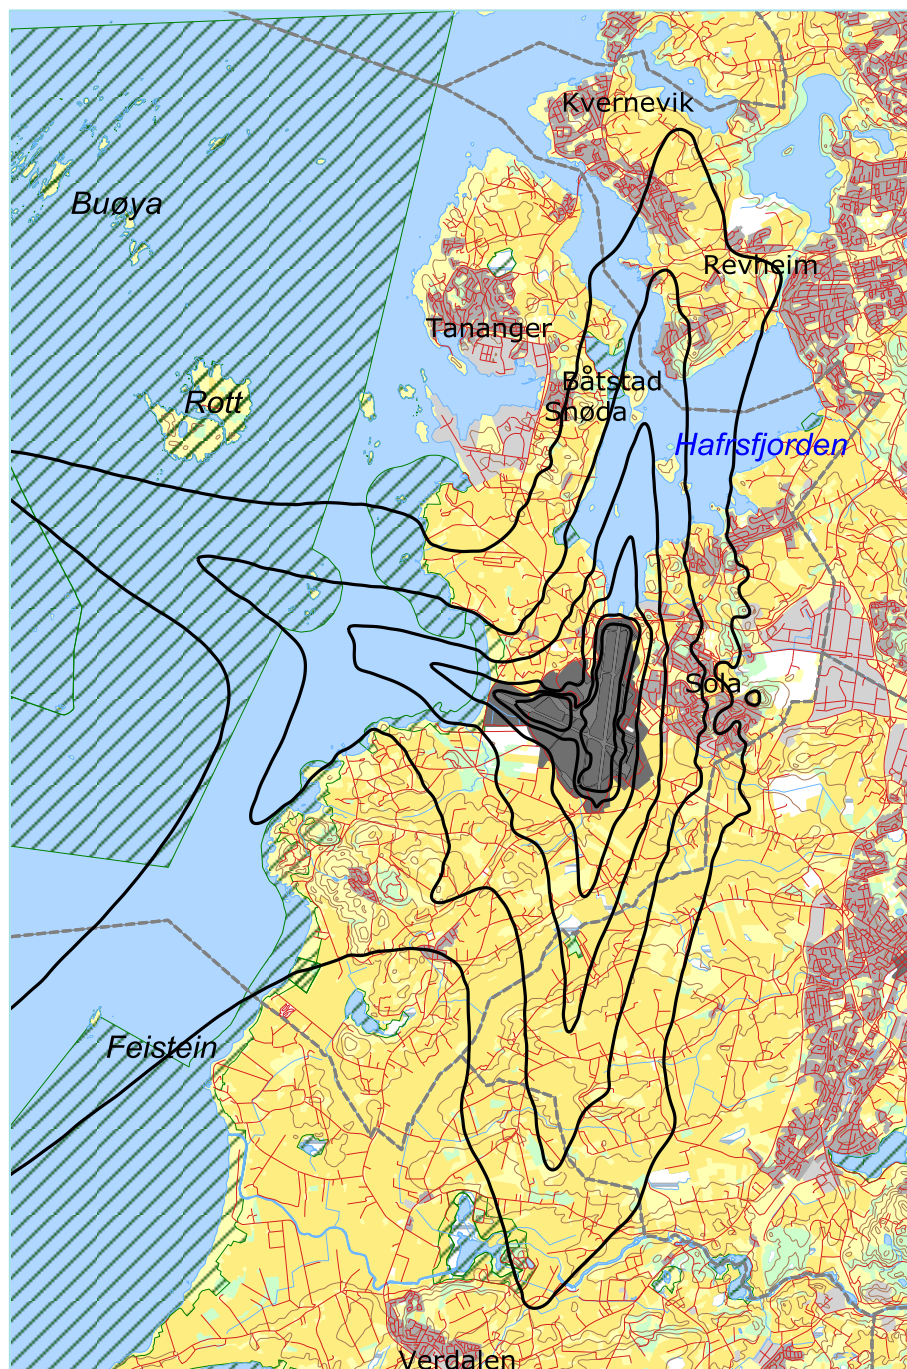 Kvernevik
Buøya
Revheim
Tananger
Båtstad
Rott
Snøda
Hafrsfjorden
Sola
Feistein
Verdalen